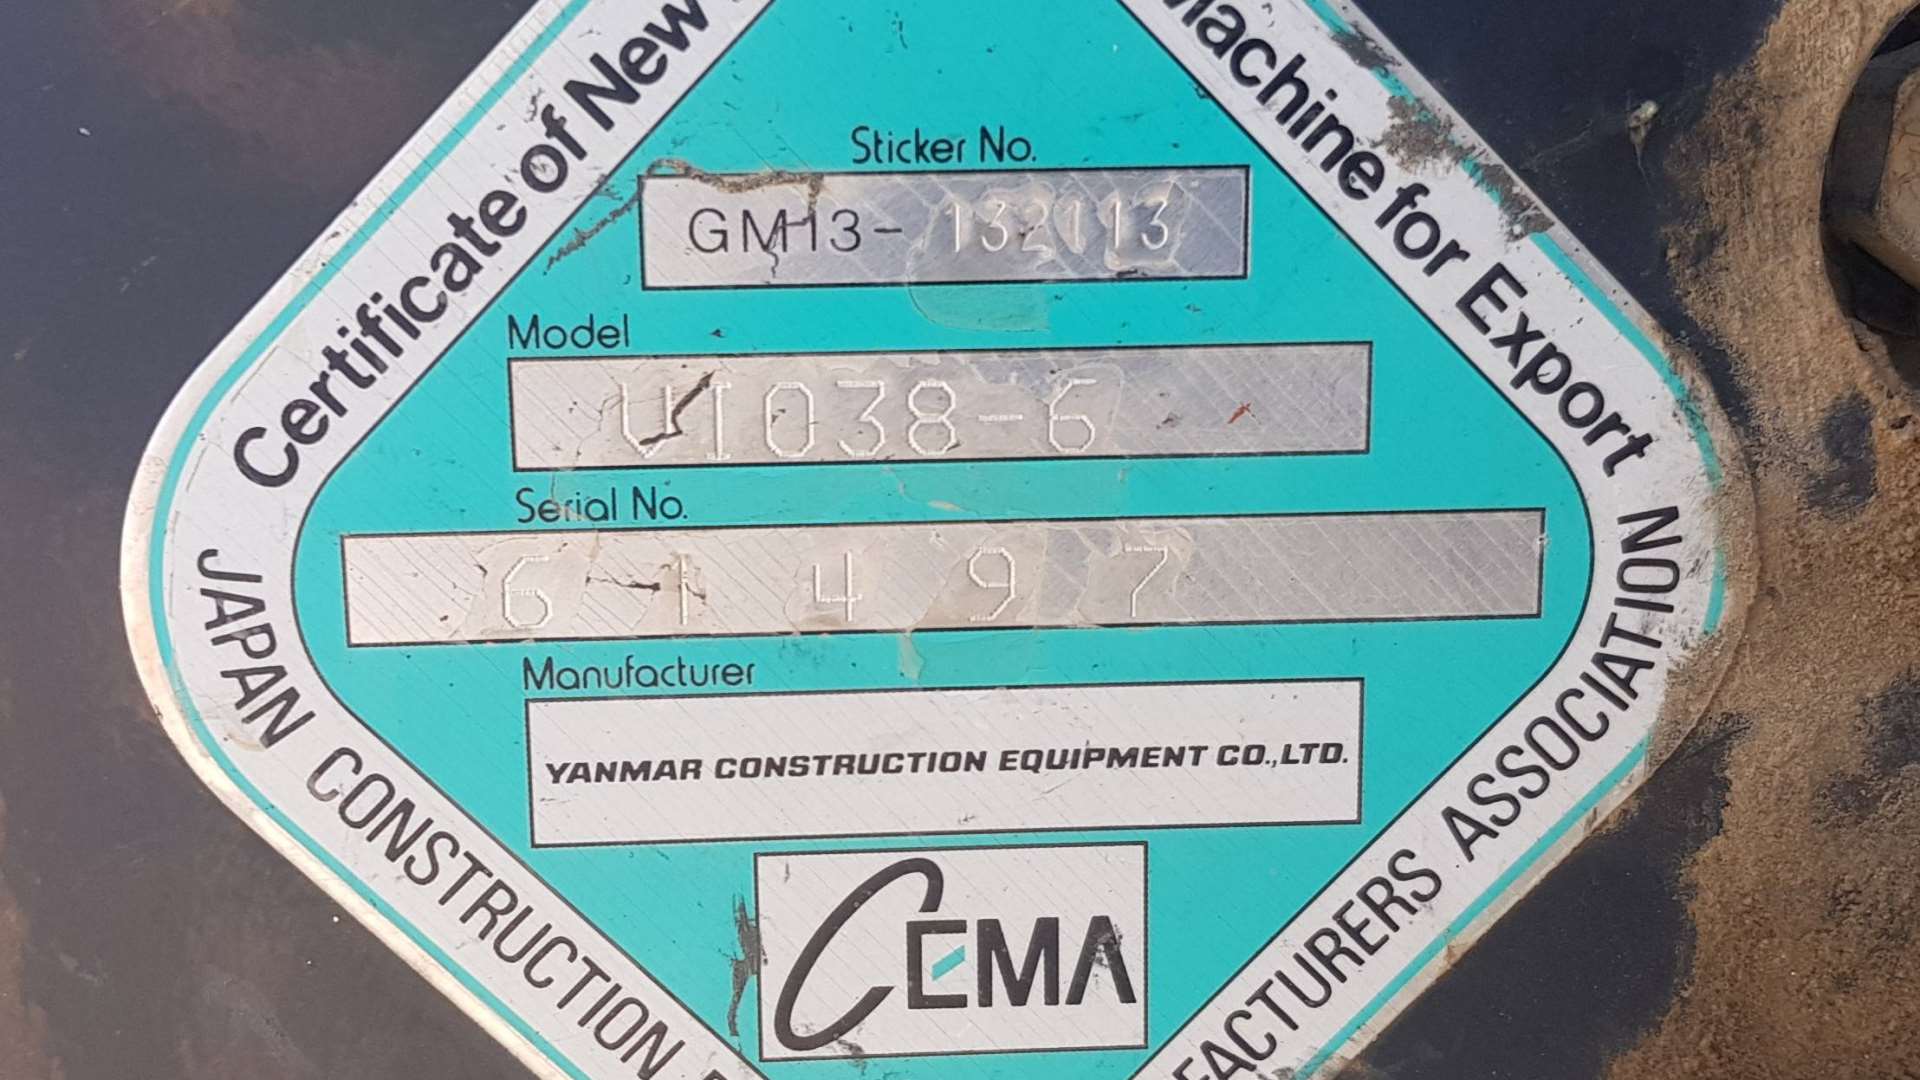 Certificate of New
Machine for Export
Sticker No.
GM13-132113
Model
VIO38-6
Serial No.
61497
Manufacturer
YANMAR CONSTRUCTION EQUIPMENT CO.,LTD.
CEMA
JAPAN CONSTRUCTION
ASSOCIATION